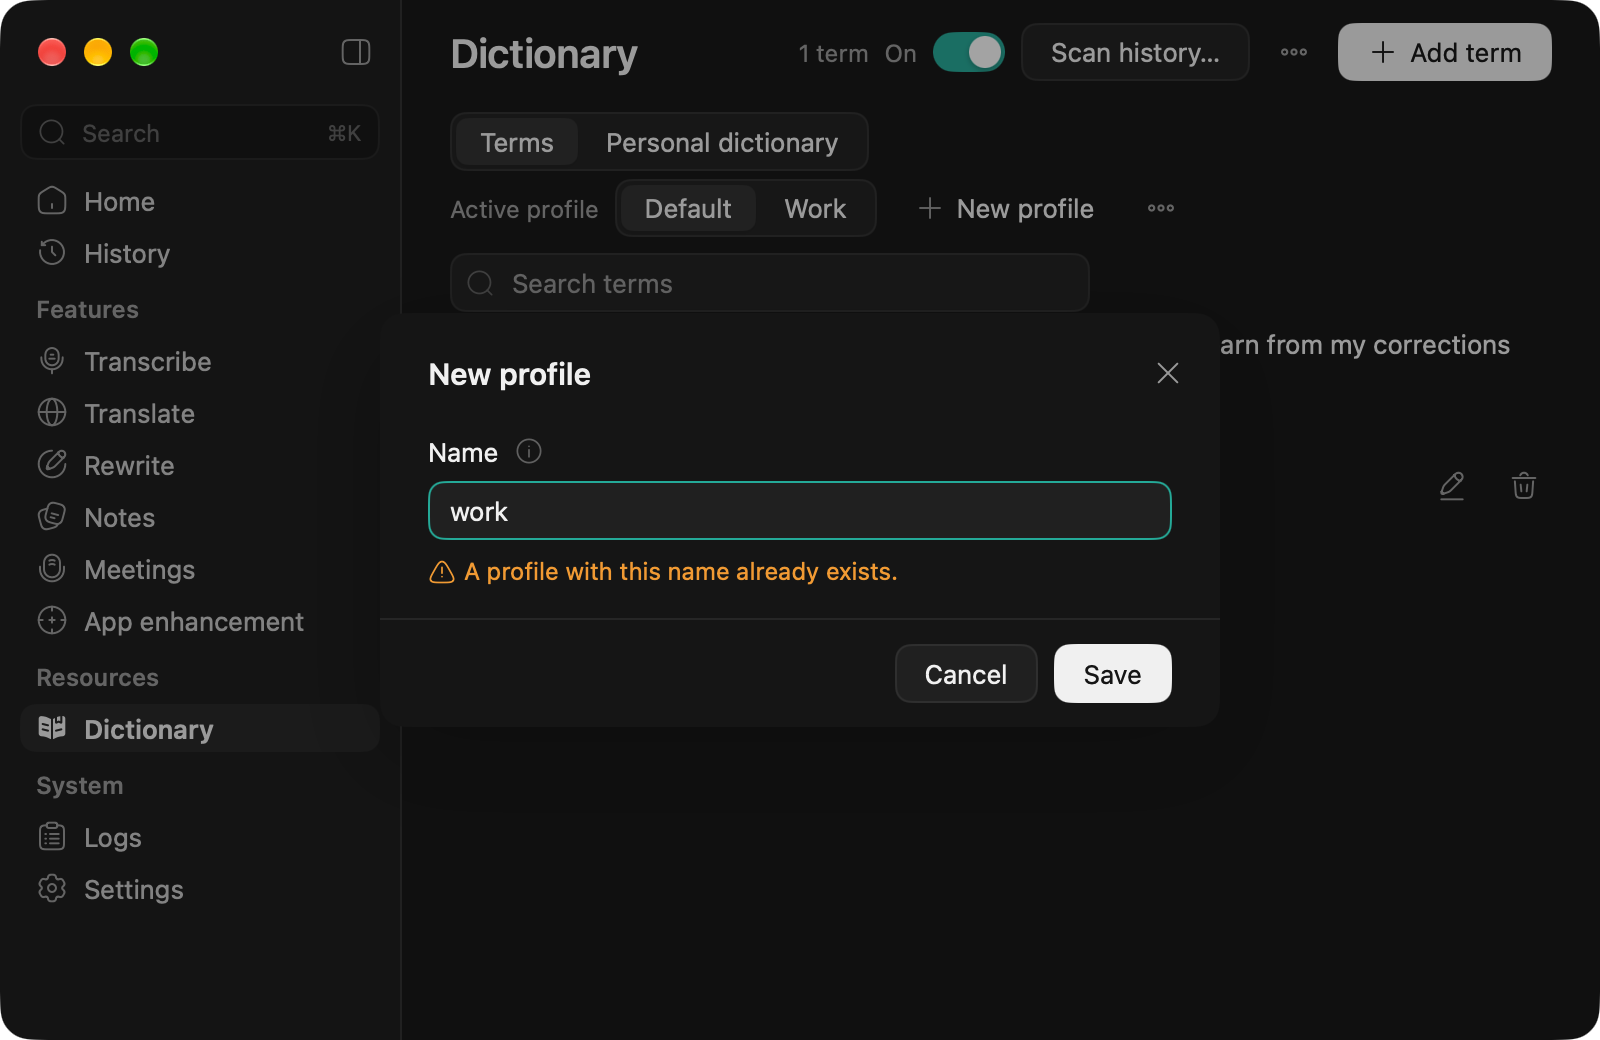 Search ⌘K
Home
History
Features
Transcribe
Translate
Rewrite
Notes
Meetings
App enhancement
Resources
Dictionary
System
Logs
Settings
Dictionary
1 term On
Scan history...
Add term
Terms Personal dictionary
Active profile Default Work New profile
Search terms
arn from my corrections
New profile
Name
work
A profile with this name already exists.
Cancel Save